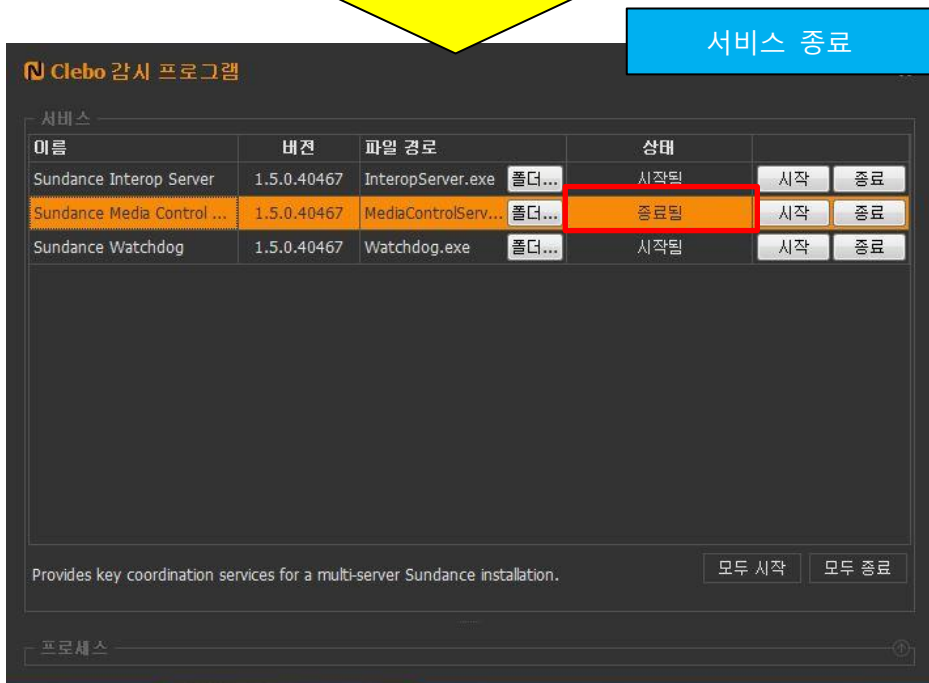 서비스 종료
Clebo 감시 프로그램
서비스
이름 버젼 파일 경로 상태
Sundance Interop Server 1.5.0.40467 InteropServer.exe 폴더... 시작됨 시작 종료
Sundance Media Control ... 1.5.0.40467 MediaControlServ... 폴더... 종료됨 시작 종료
Sundance Watchdog 1.5.0.40467 Watchdog.exe 폴더... 시작됨 시작 종료
Provides key coordination services for a multi-server Sundance installation. 모두 시작 모두 종료
프로세스